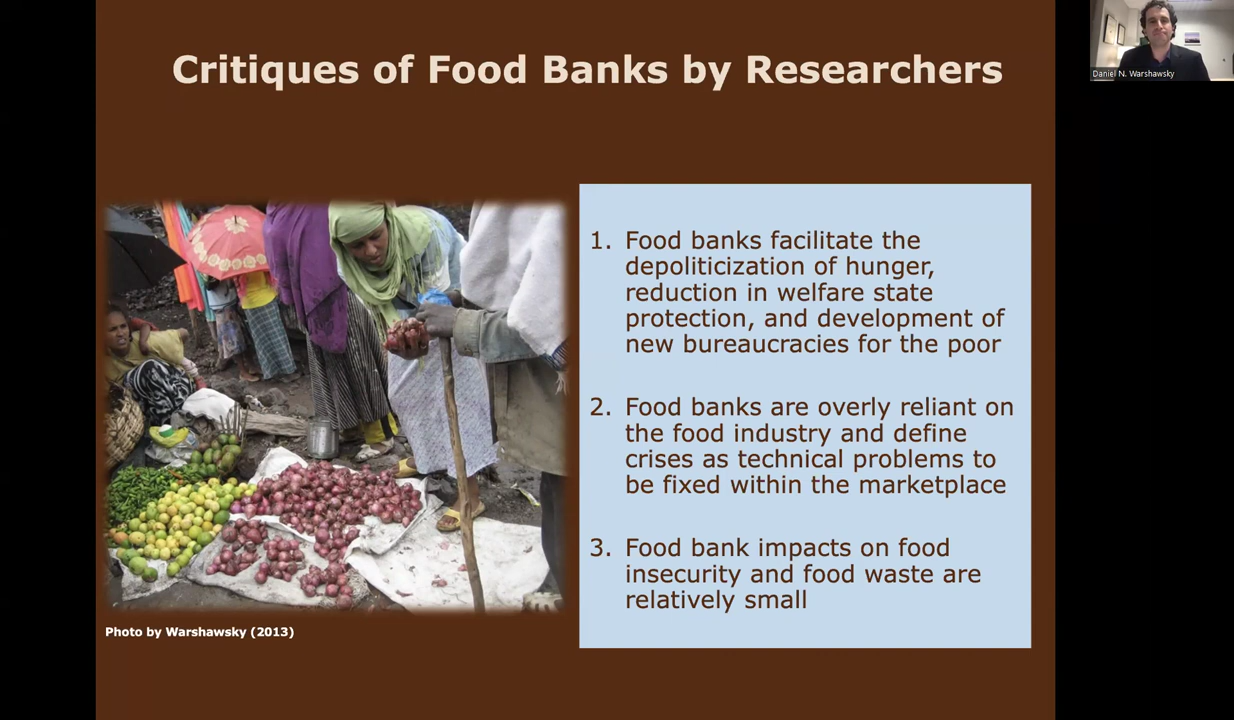 Critiques of Food Banks by Researchers
Daniel N. Warshawsky
1. Food banks facilitate the
depoliticization of hunger,
reduction in welfare state
protection, and development of
new bureaucracies for the poor
2. Food banks are overly reliant on
the food industry and define
crises as technical problems to
be fixed within the marketplace
3. Food bank impacts on food
insecurity and food waste are
relatively small
Photo by Warshawsky (2013)